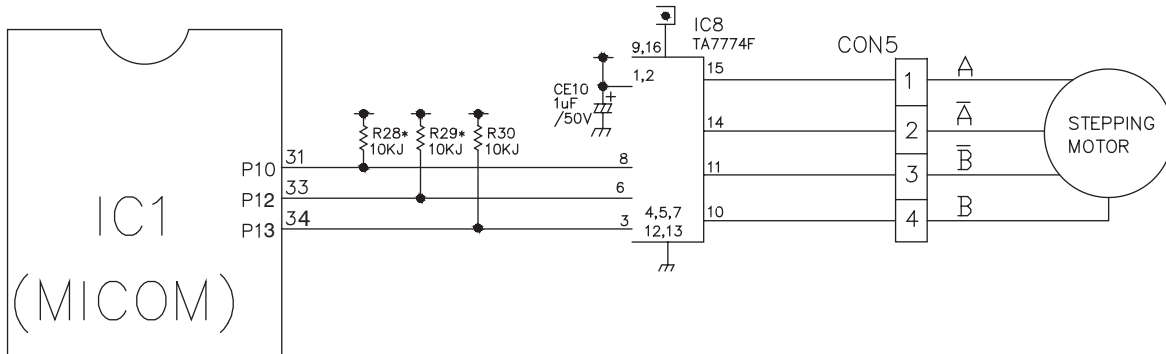 IC1
(MICOM)
P10
31
P12
33
P13
34
R28*
10KJ
R29*
10KJ
R30
10KJ
CE10
1uF
/50V
+
IC8
TA7774F
9,16
1,2
8
6
3
4,5,7
12,13
15
14
11
10
CON5
1
2
3
4
A
A̅
B̅
B
STEPPING
MOTOR